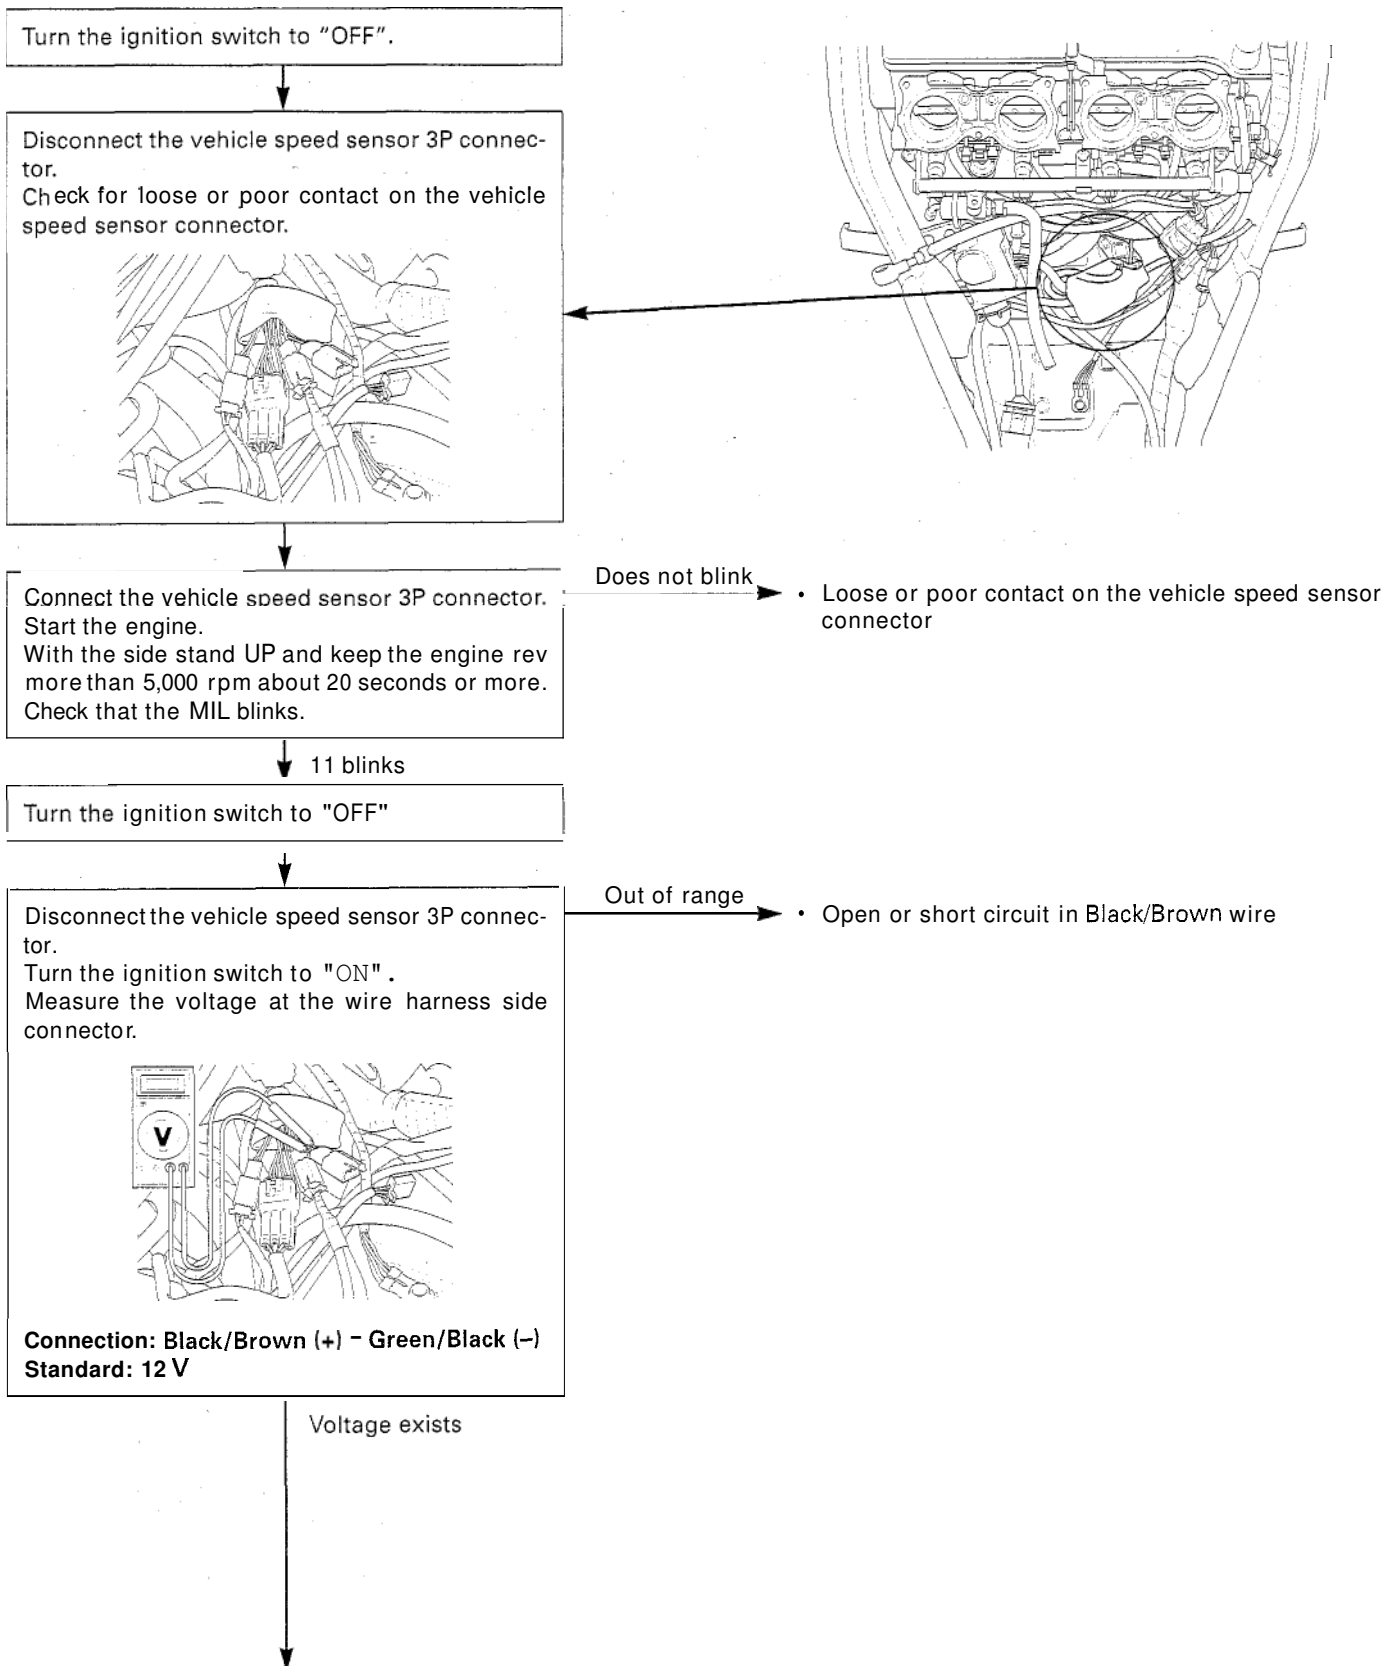 Turn the ignition switch to "OFF".
Disconnect the vehicle speed sensor 3P connec-
tor.
Check for loose or poor contact on the vehicle
speed sensor connector.
Connect the vehicle speed sensor 3P connector.
Start the engine.
With the side stand UP and keep the engine rev
more than 5,000 rpm about 20 seconds or more.
Check that the MIL blinks.
Does not blink
• Loose or poor contact on the vehicle speed sensor
connector
11 blinks
Turn the ignition switch to "OFF"
Disconnect the vehicle speed sensor 3P connec-
tor.
Turn the ignition switch to "ON".
Measure the voltage at the wire harness side
connector.
Out of range
• Open or short circuit in Black/Brown wire
V
Connection: Black/Brown (+) – Green/Black (–)
Standard: 12 V
Voltage exists